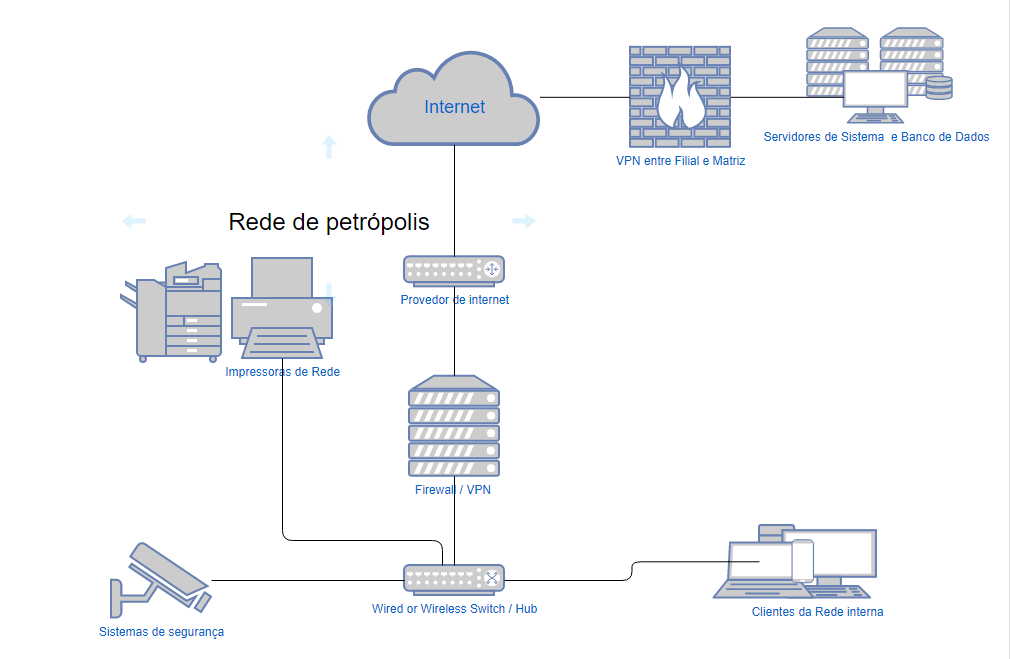 Internet
VPN entre Filial e Matriz
Servidores de Sistema e Banco de Dados
Rede de petrópolis
Provedor de internet
Impressoras de Rede
Firewall / VPN
Wired or Wireless Switch / Hub
Clientes da Rede interna
Sistemas de segurança